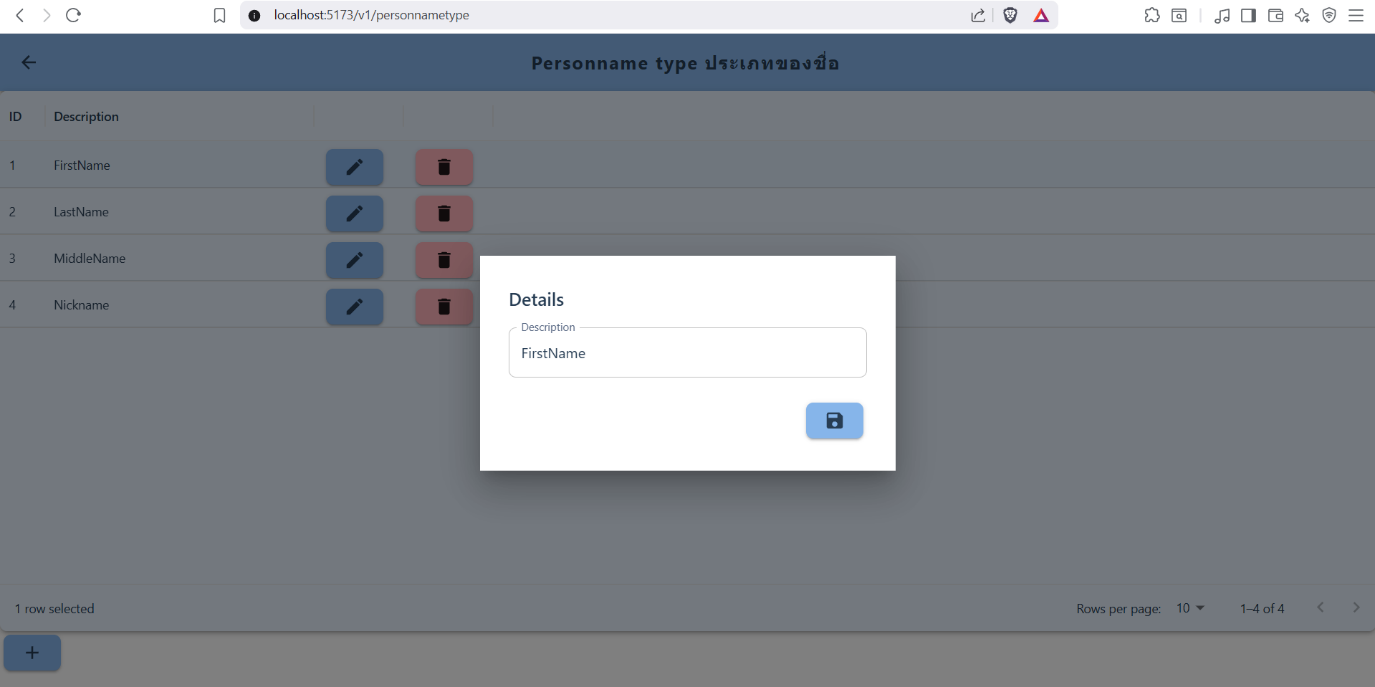 localhost:5173/v1/personnametype
Personname type ประเภทของชื่อ
ID Description
1 FirstName
2 LastName
3 MiddleName
4 Nickname
Details
Description
FirstName
1 row selected
Rows per page: 10 1–4 of 4